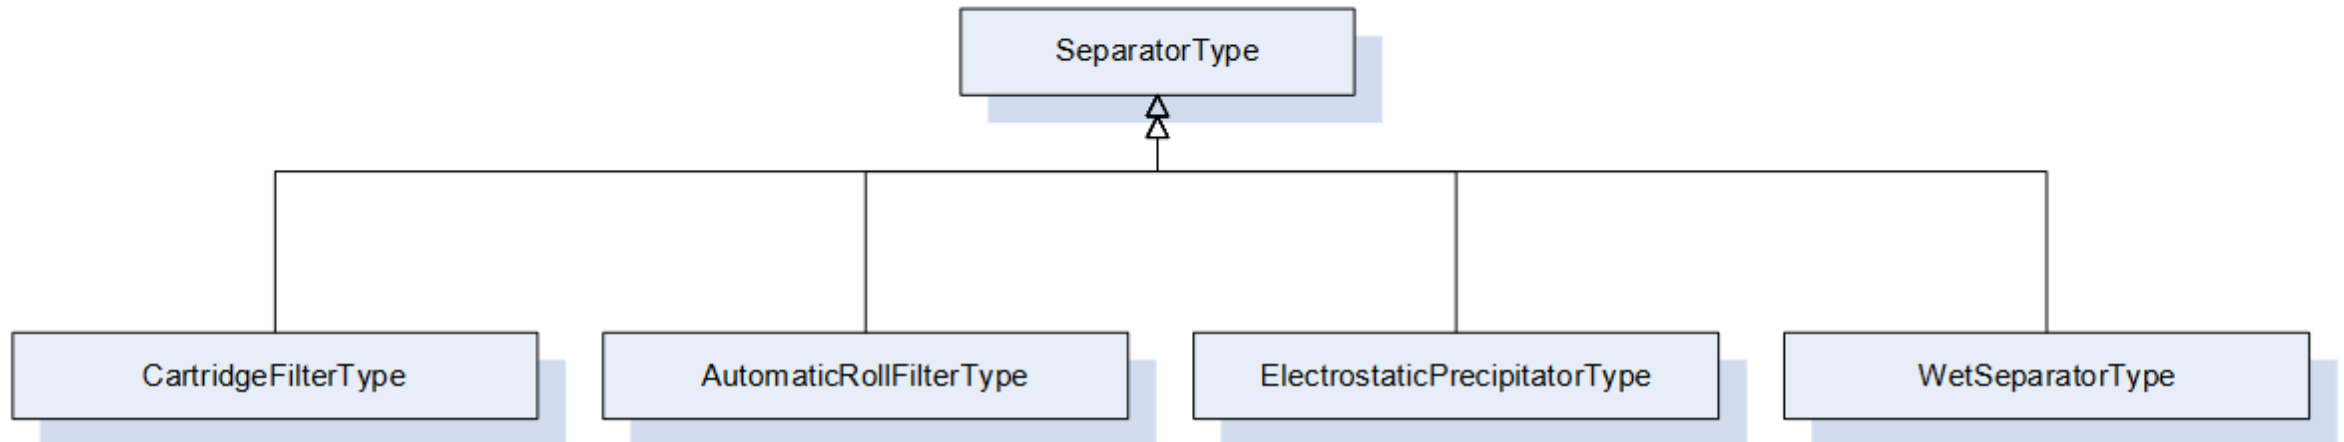 SeparatorType
CartridgeFilterType
AutomaticRollFilterType
ElectrostaticPrecipitatorType
WetSeparatorType